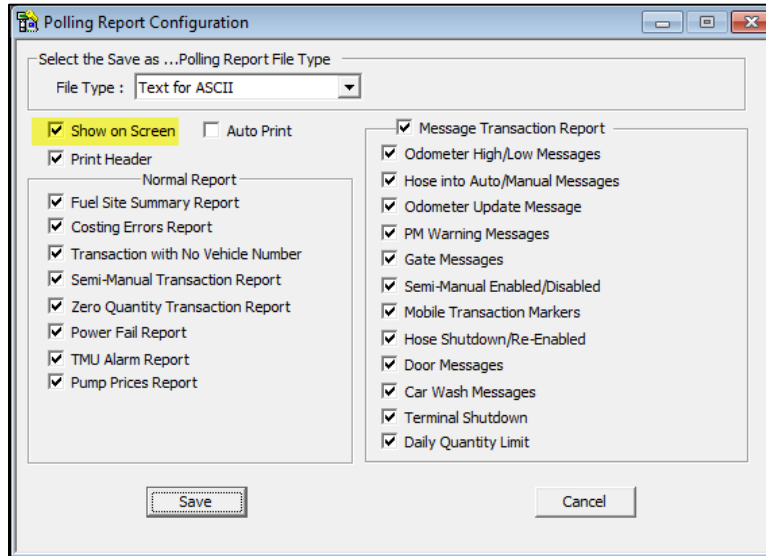 Polling Report Configuration
Select the Save as ...Polling Report File Type
File Type : Text for ASCII
Show on Screen Auto Print
Print Header
Normal Report
Fuel Site Summary Report
Costing Errors Report
Transaction with No Vehicle Number
Semi-Manual Transaction Report
Zero Quantity Transaction Report
Power Fail Report
TMU Alarm Report
Pump Prices Report
Message Transaction Report
Odometer High/Low Messages
Hose into Auto/Manual Messages
Odometer Update Message
PM Warning Messages
Gate Messages
Semi-Manual Enabled/Disabled
Mobile Transaction Markers
Hose Shutdown/Re-Enabled
Door Messages
Car Wash Messages
Terminal Shutdown
Daily Quantity Limit
Save Cancel